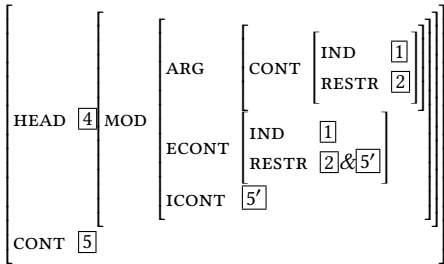 IND 1
ARG CONT
RESTR 2
HEAD 4 MOD
IND 1
ECONT
RESTR 2&5′
ICONT 5′
CONT 5